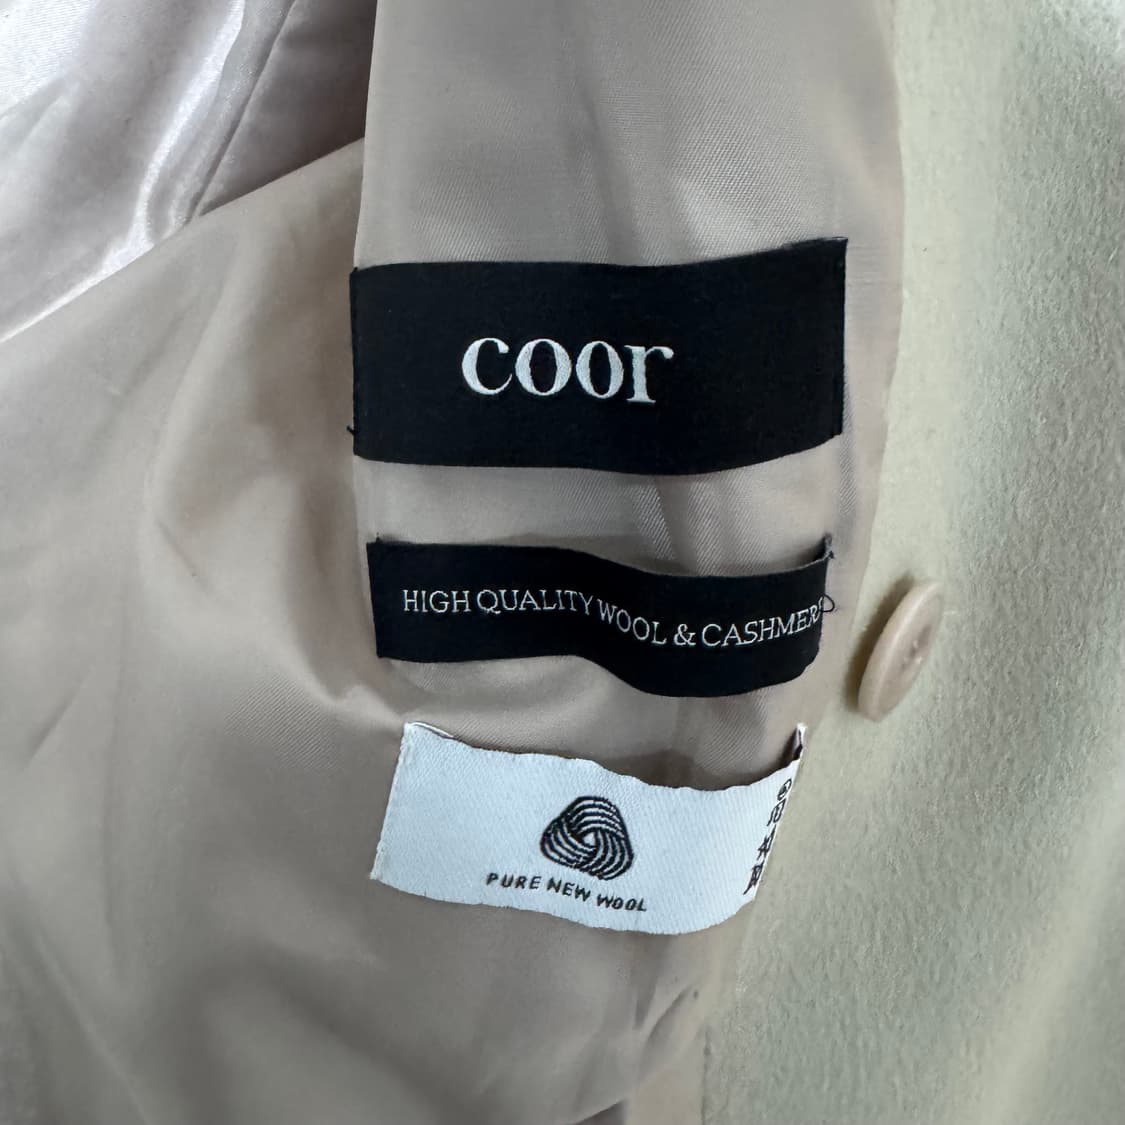 coor
HIGH QUALITY WOOL & CASHMERE
PURE NEW WOOL